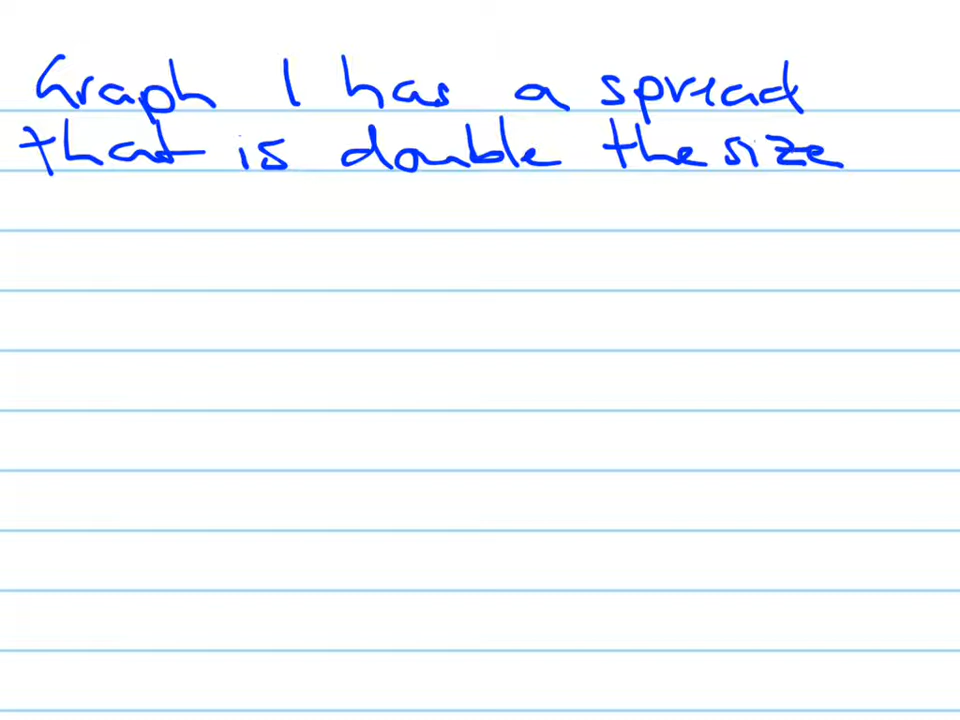 Graph 1 has a spread
that is double the size